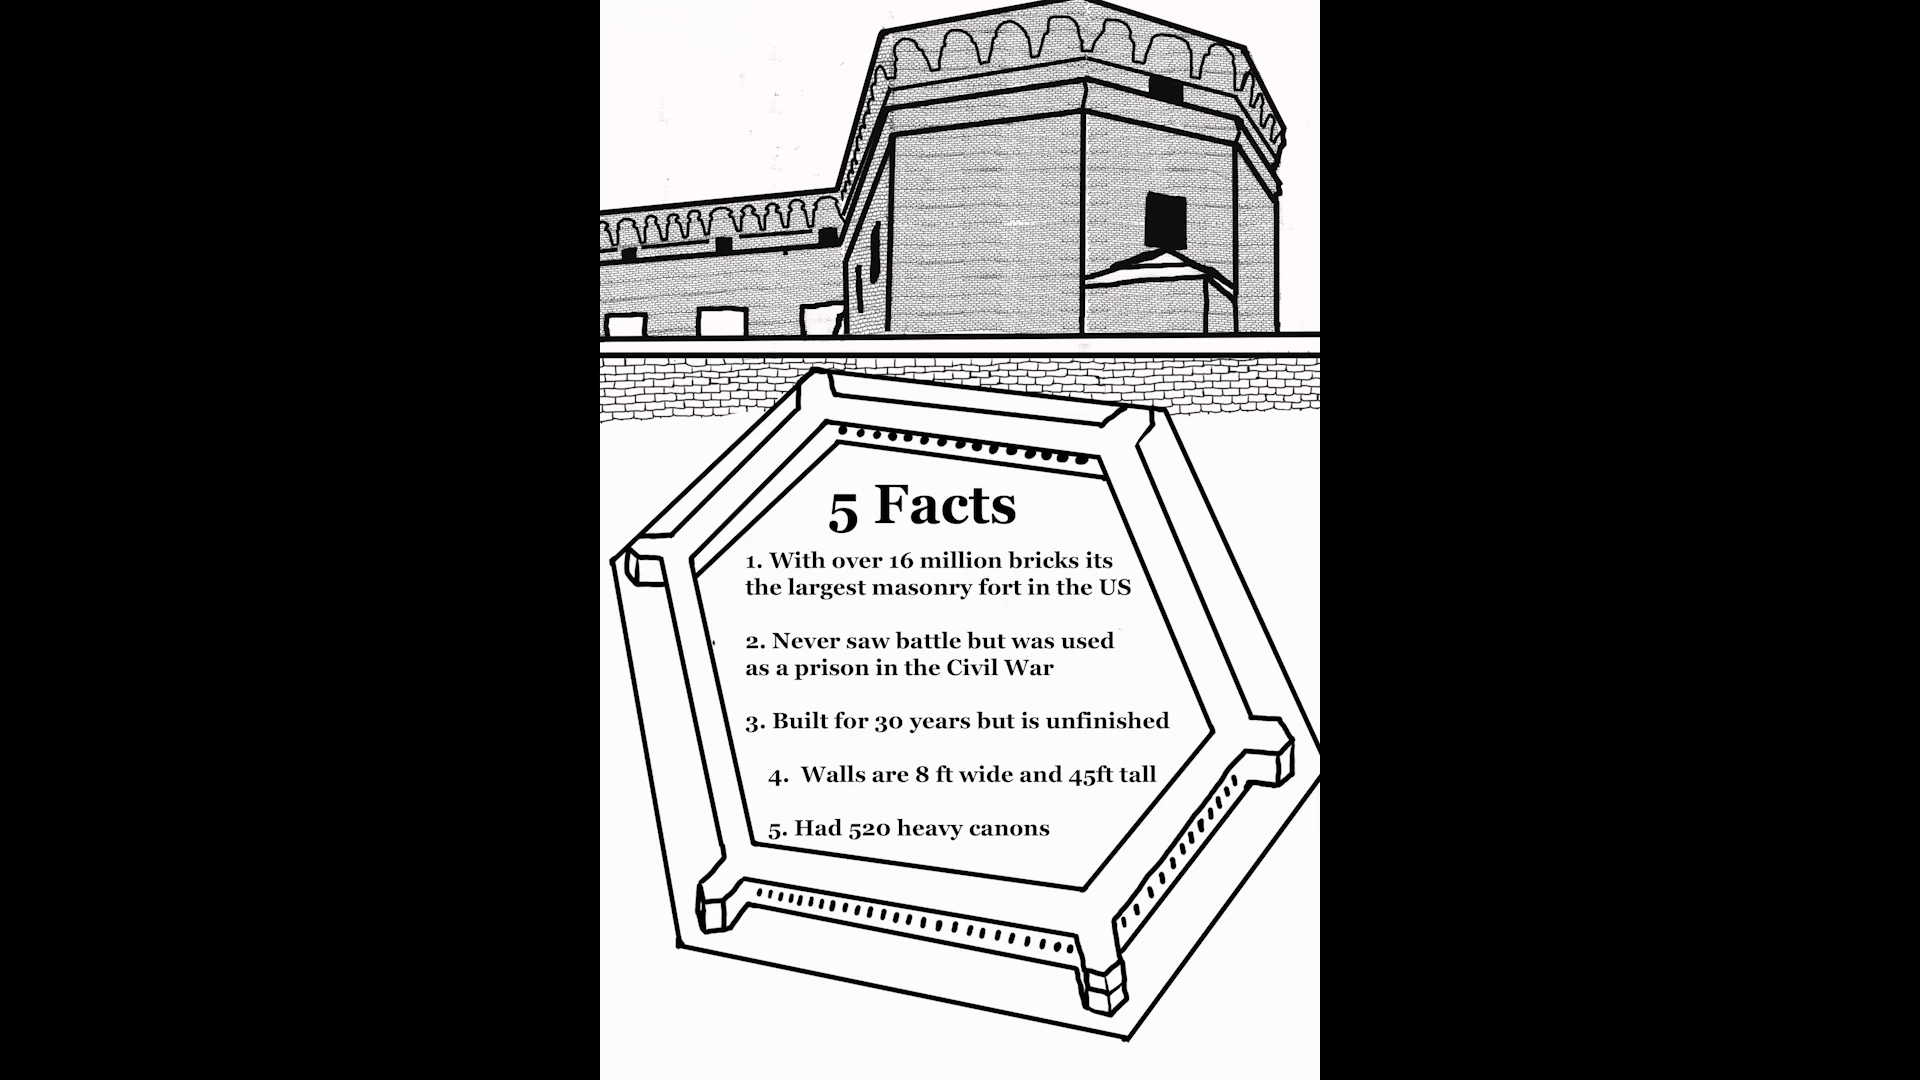 5 Facts
1. With over 16 million bricks its
the largest masonry fort in the US
2. Never saw battle but was used
as a prison in the Civil War
3. Built for 30 years but is unfinished
4. Walls are 8 ft wide and 45ft tall
5. Had 520 heavy canons